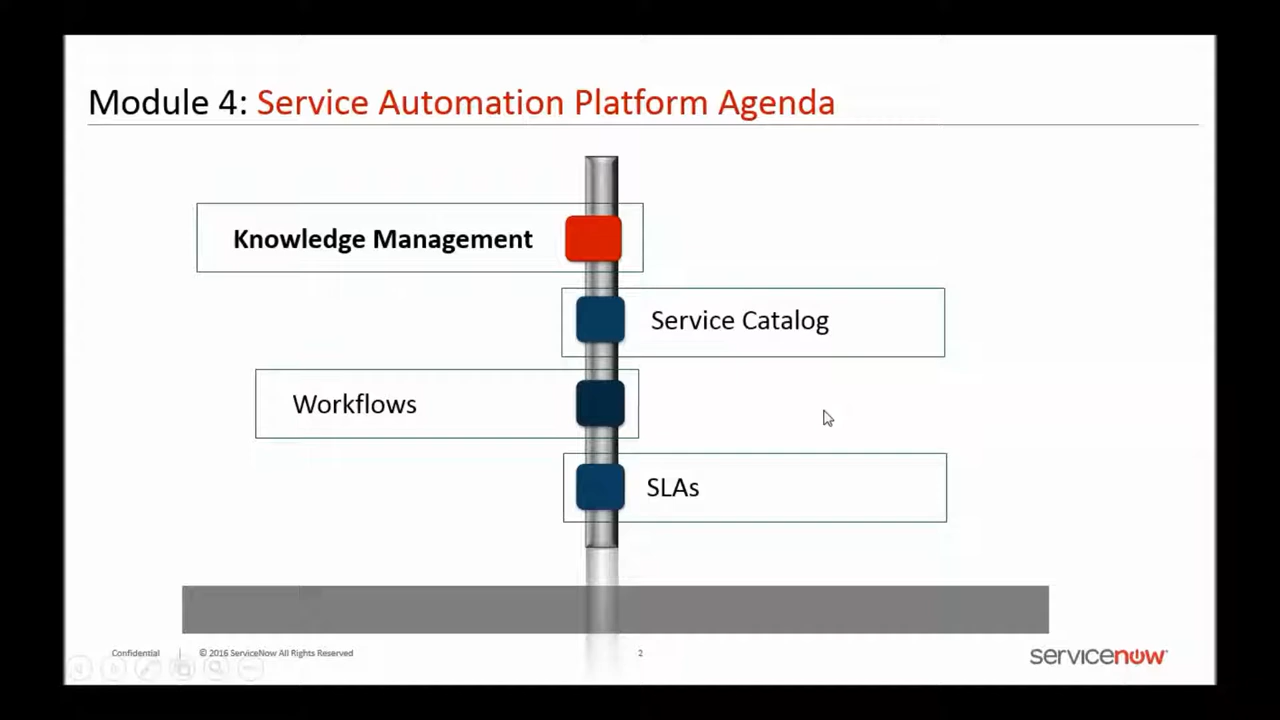 Module 4: Service Automation Platform Agenda
Knowledge Management
Service Catalog
Workflows
SLAs
Confidential © 2016 ServiceNow All Rights Reserved 2 servicenow